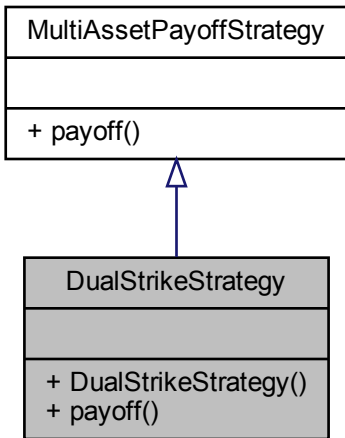 MultiAssetPayoffStrategy
+ payoff()
DualStrikeStrategy
+ DualStrikeStrategy()
+ payoff()